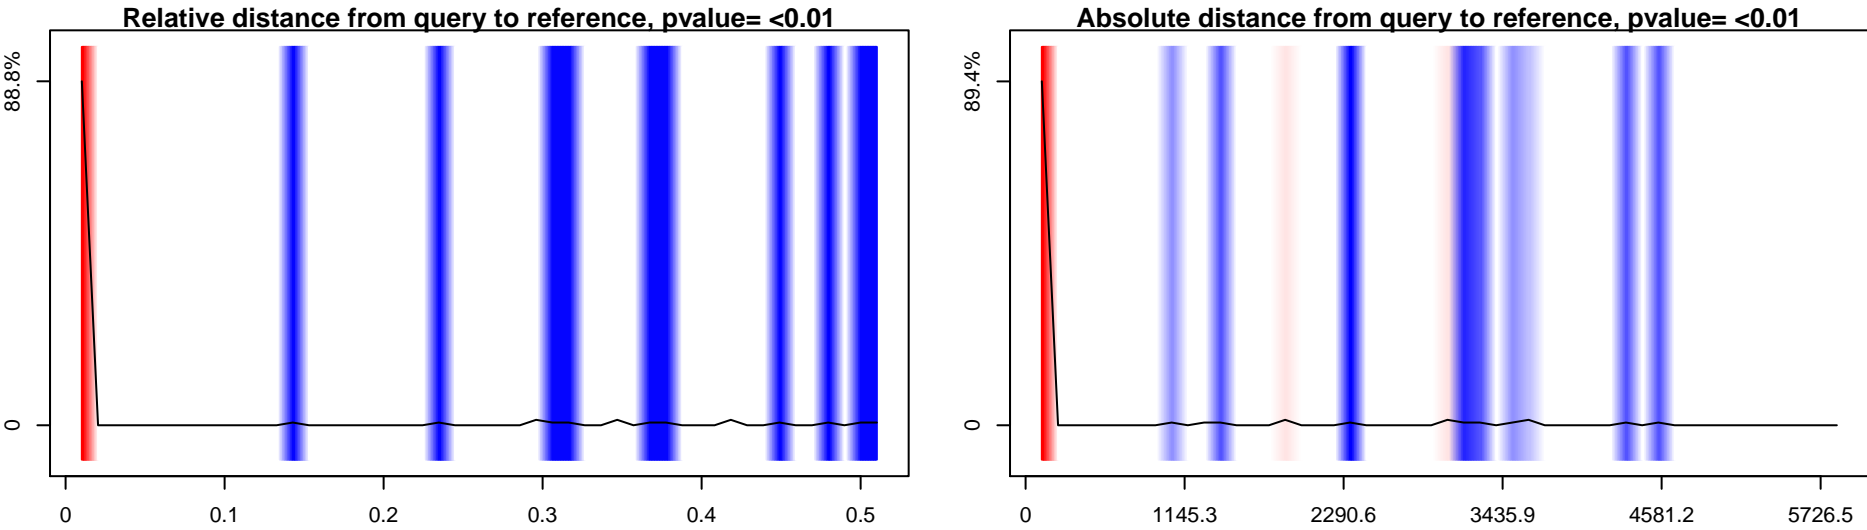 Relative distance from query to reference, pvalue= <0.01
88.8%
0
0 0.1 0.2 0.3 0.4 0.5
Absolute distance from query to reference, pvalue= <0.01
89.4%
0
0 1145.3 2290.6 3435.9 4581.2 5726.5